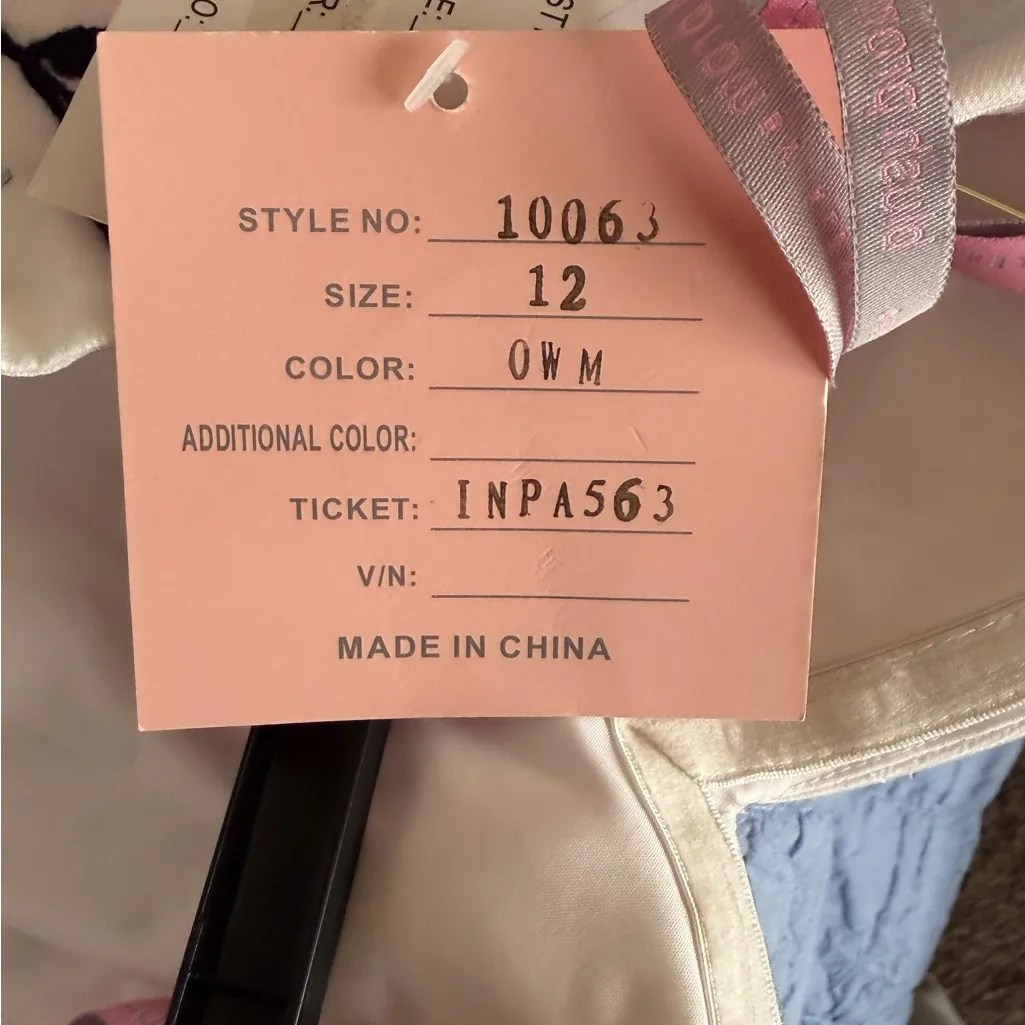 STYLE NO: 10063
SIZE: 12
COLOR: OWM
ADDITIONAL COLOR:
TICKET: INPA563
V/N:
MADE IN CHINA